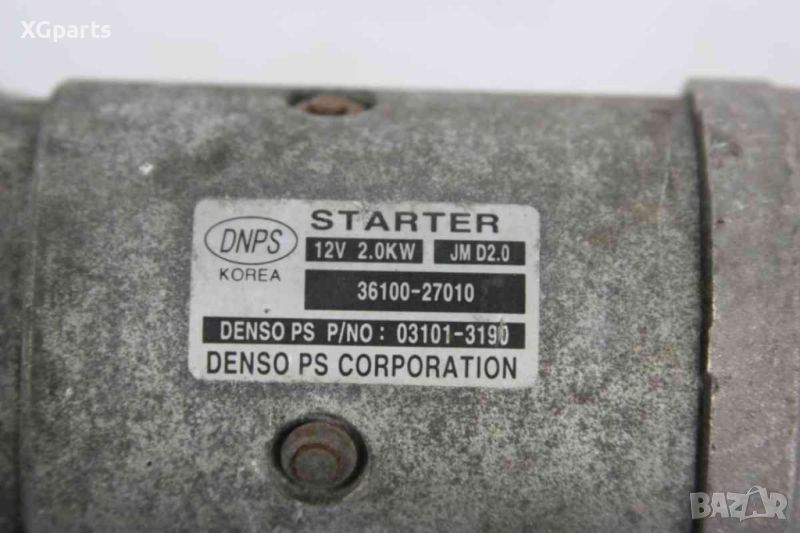 XGparts
STARTER
DNPS
KOREA
12V 2.0KW JM D2.0
36100-27010
DENSO PS P/NO: 03101-3190
DENSO PS CORPORATION
BAZAR